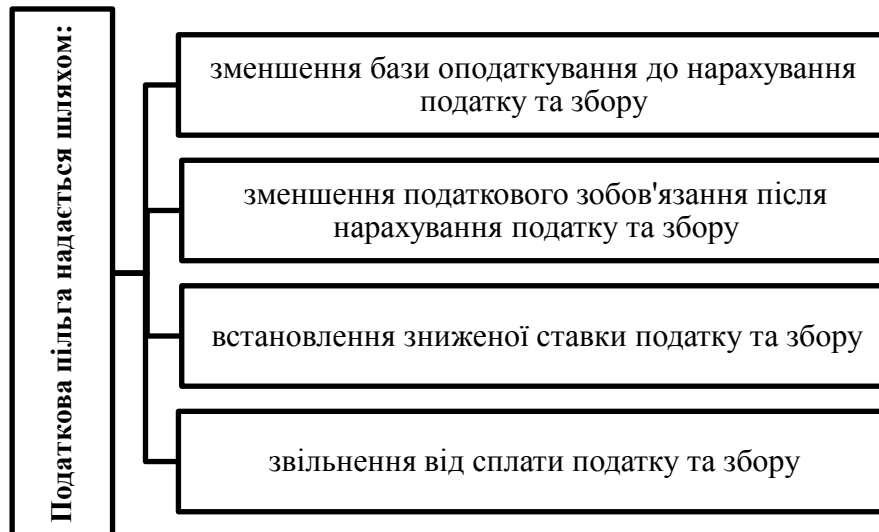 Податкова пільга надається шляхом:
зменшення бази оподаткування до нарахування
податку та збору
зменшення податкового зобов'язання після
нарахування податку та збору
встановлення зниженої ставки податку та збору
звільнення від сплати податку та збору